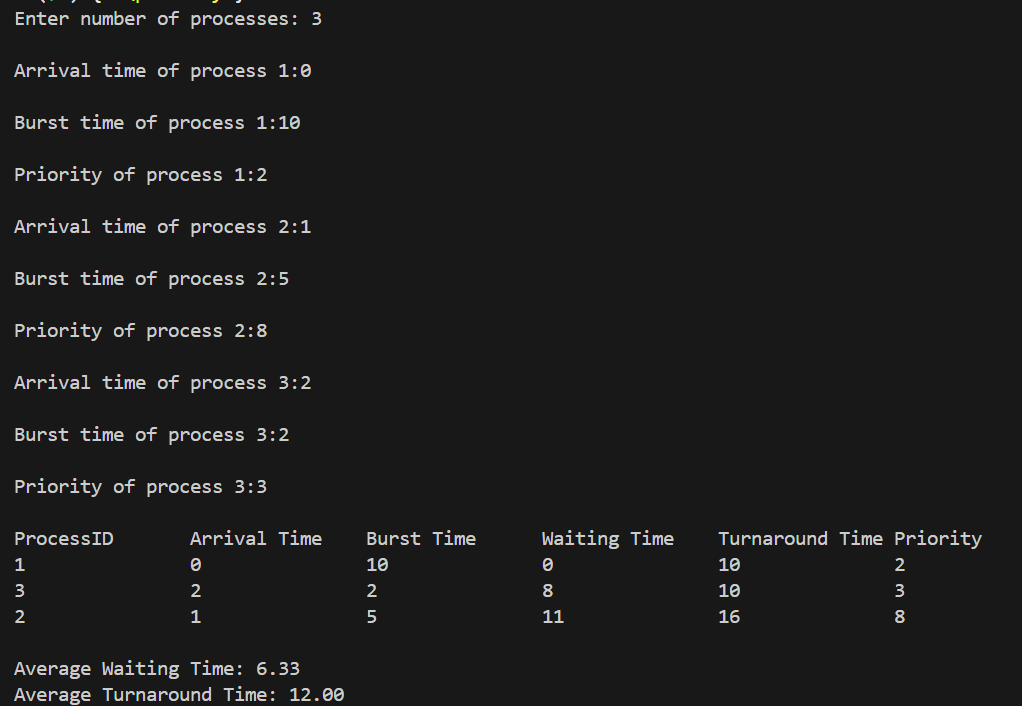 Enter number of processes: 3
Arrival time of process 1:0
Burst time of process 1:10
Priority of process 1:2
Arrival time of process 2:1
Burst time of process 2:5
Priority of process 2:8
Arrival time of process 3:2
Burst time of process 3:2
Priority of process 3:3
ProcessID Arrival Time Burst Time Waiting Time Turnaround Time Priority
1 0 10 0 10 2
3 2 2 8 10 3
2 1 5 11 16 8
Average Waiting Time: 6.33
Average Turnaround Time: 12.00